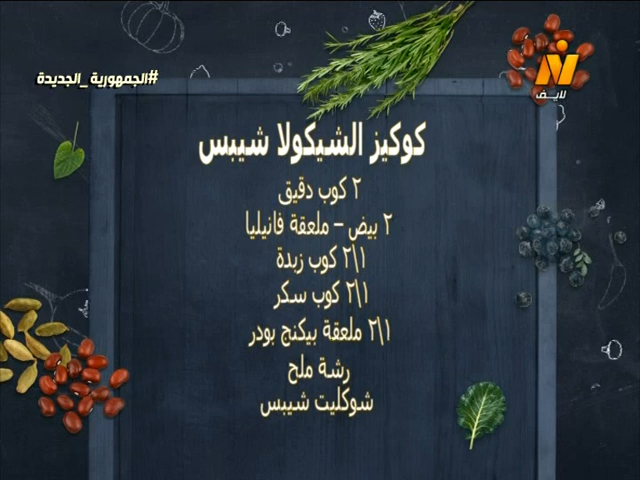 #الجمهورية_الجديدة
لايف
كوكيز الشيكولا شيبس
٢ كوب دقيق
٢ بيض – ملعقة فانيليا
١\٢ كوب زبدة
١\٢ كوب سكر
١\٢ ملعقة بيكنج بودر
رشة ملح
شوكليت شيبس